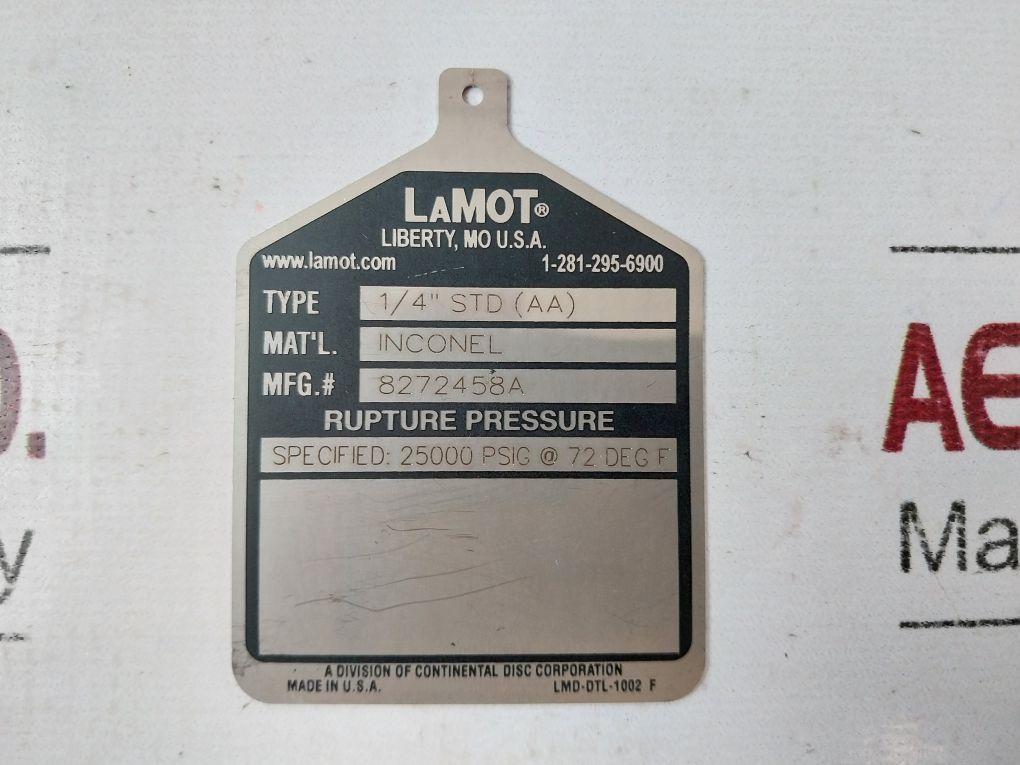 LAMOT®
LIBERTY, MO U.S.A.
www.lamot.com 1-281-295-6900
TYPE 1/4" STD (AA)
MAT'L. INCONEL
MFG.# 8272458A
RUPTURE PRESSURE
SPECIFIED: 25000 PSIG @ 72 DEG F
A DIVISION OF CONTINENTAL DISC CORPORATION
MADE IN U.S.A. LMD-DTL-1002 F